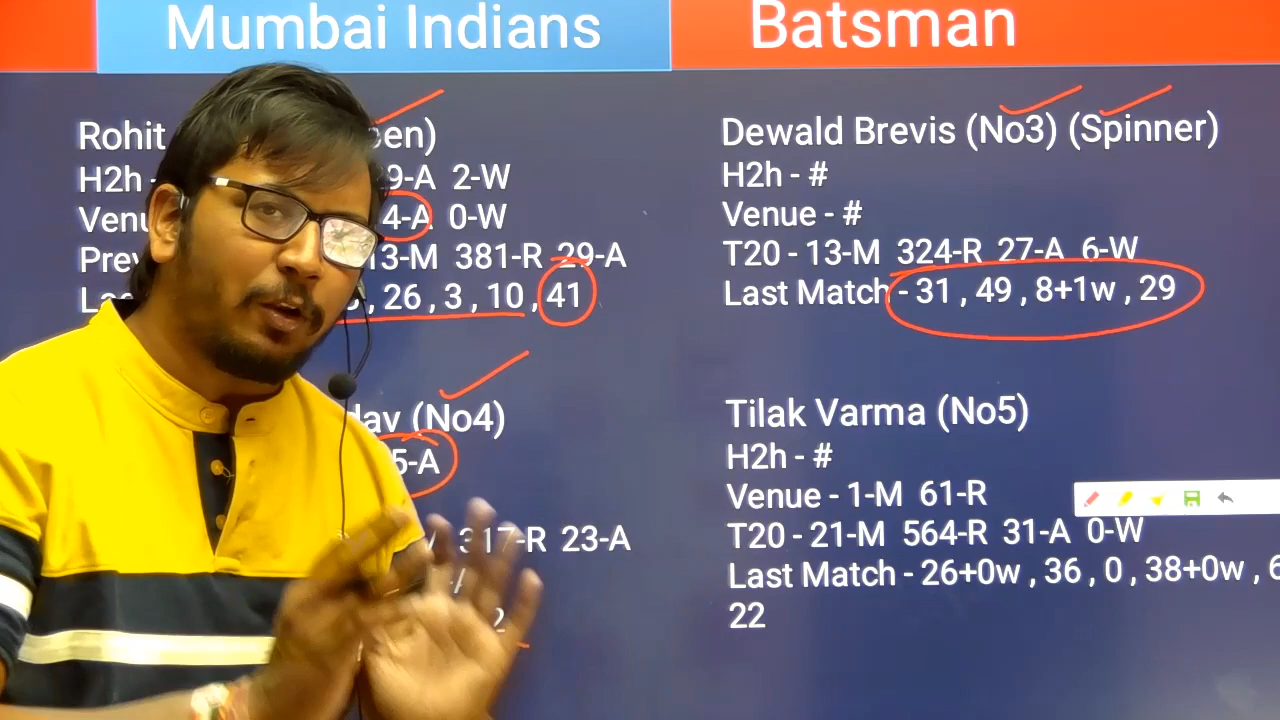 Mumbai Indians
Batsman
Rohit
H2h - 9-A 2-W
4-A 0-W
13-M 381-R 29-A
, 26 , 3 , 10 , 41
(No4)
5-A
317-R 23-A
Dewald Brevis (No3) (Spinner)
H2h - #
Venue - #
T20 - 13-M 324-R 27-A 6-W
Last Match - 31 , 49 , 8+1w , 29
Tilak Varma (No5)
H2h - #
Venue - 1-M 61-R
T20 - 21-M 564-R 31-A 0-W
Last Match - 26+0w , 36 , 0 , 38+0w ,
22